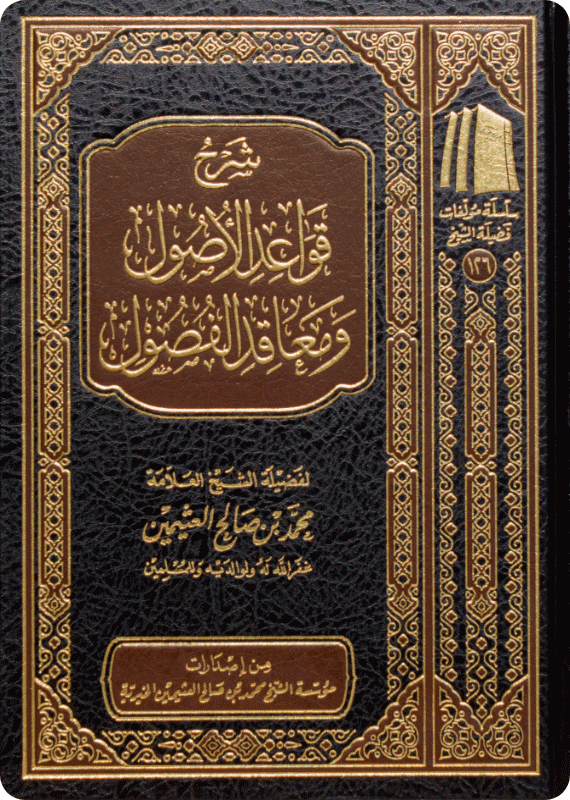 شرح
قواعد الأصول
ومعاقد الفصول
لفضيلة الشيخ العلامة
محمد بن صالح العثيمين
غفر الله له ولوالديه وللمسلمين
من إصدارات
مؤسسة الشيخ محمد بن صالح العثيمين الخيرية
سلسلة مؤلفات
فضيلة الشيخ
١٣٦